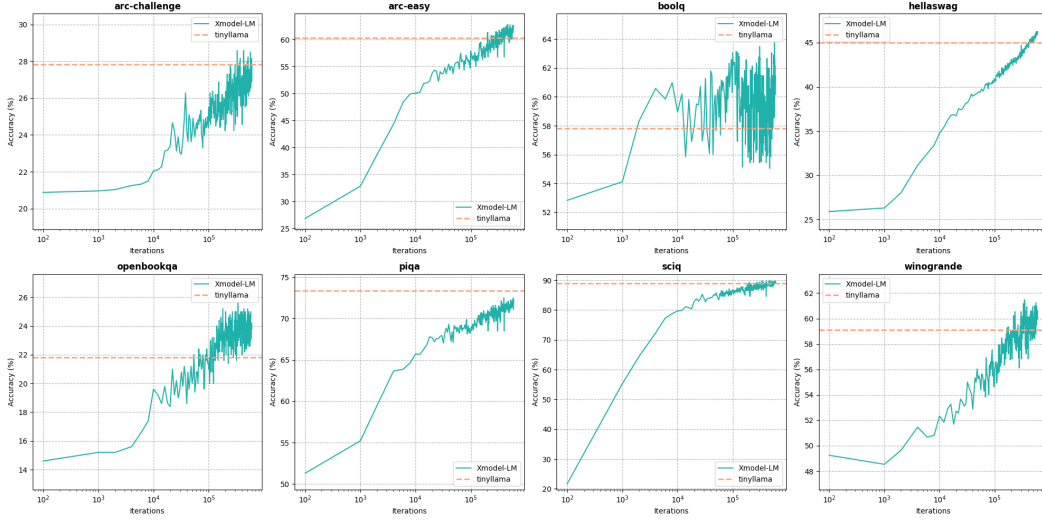 arc-challenge
Accuracy (%)
30
28
26
24
22
20
10²
10³
10⁴
10⁵
Iterations
Xmodel-LM
tinyllama
arc-easy
Accuracy (%)
60
55
50
45
40
35
30
25
10²
10³
10⁴
10⁵
Iterations
Xmodel-LM
tinyllama
boolq
Accuracy (%)
64
62
60
58
56
54
52
10²
10³
10⁴
10⁵
Iterations
Xmodel-LM
tinyllama
hellaswag
Accuracy (%)
45
40
35
30
25
10²
10³
10⁴
10⁵
Iterations
Xmodel-LM
tinyllama
openbookqa
Accuracy (%)
26
24
22
20
18
16
14
10²
10³
10⁴
10⁵
Iterations
Xmodel-LM
tinyllama
piqa
Accuracy (%)
75
70
65
60
55
50
10²
10³
10⁴
10⁵
Iterations
Xmodel-LM
tinyllama
sciq
Accuracy (%)
90
80
70
60
50
40
30
20
10²
10³
10⁴
10⁵
Iterations
Xmodel-LM
tinyllama
winogrande
Accuracy (%)
62
60
58
56
54
52
50
48
10²
10³
10⁴
10⁵
Iterations
Xmodel-LM
tinyllama